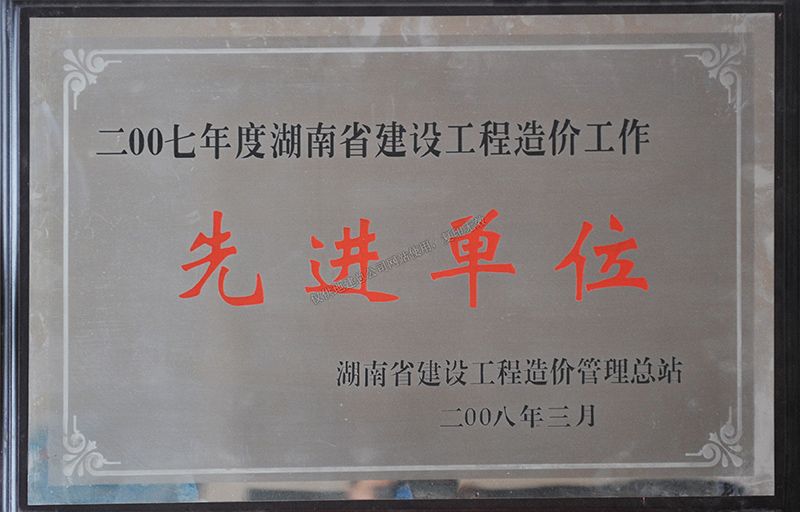 二00七年度湖南省建设工程造价工作
先进单位
湖南省建设工程造价管理总站
二00八年三月